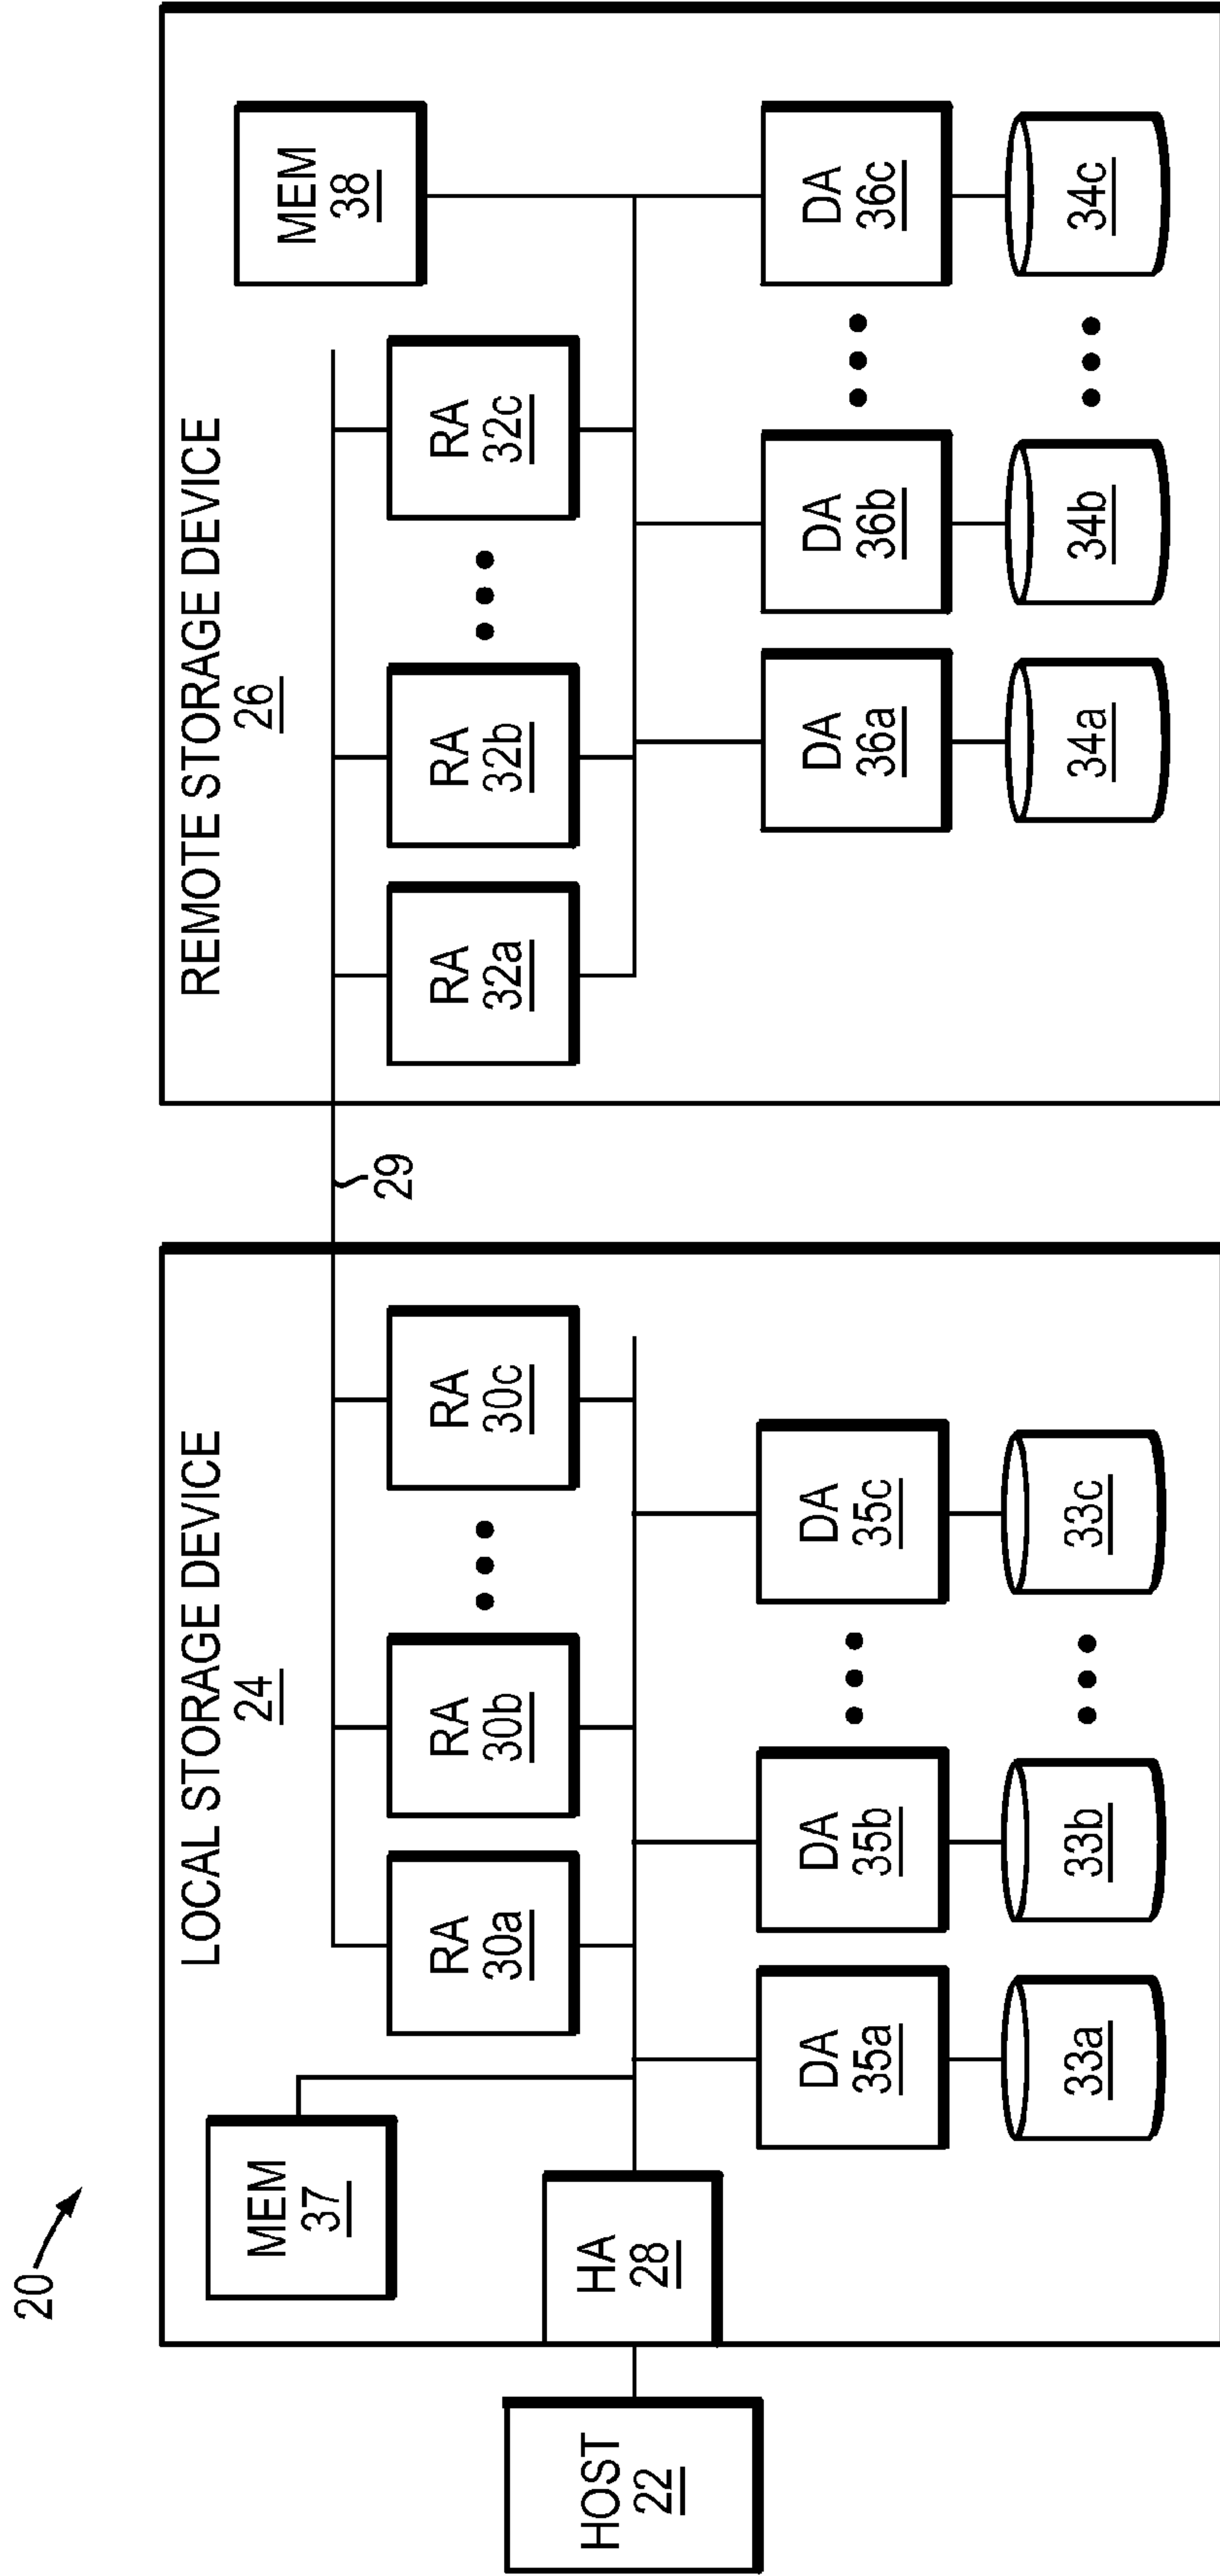 20
LOCAL STORAGE DEVICE
24
REMOTE STORAGE DEVICE
26
MEM
37
MEM
38
29
RA
30a
RA
30b
RA
30c
RA
32a
RA
32b
RA
32c
HOST
22
HA
28
DA
35a
DA
35b
DA
35c
DA
36a
DA
36b
DA
36c
33a
33b
33c
34a
34b
34c